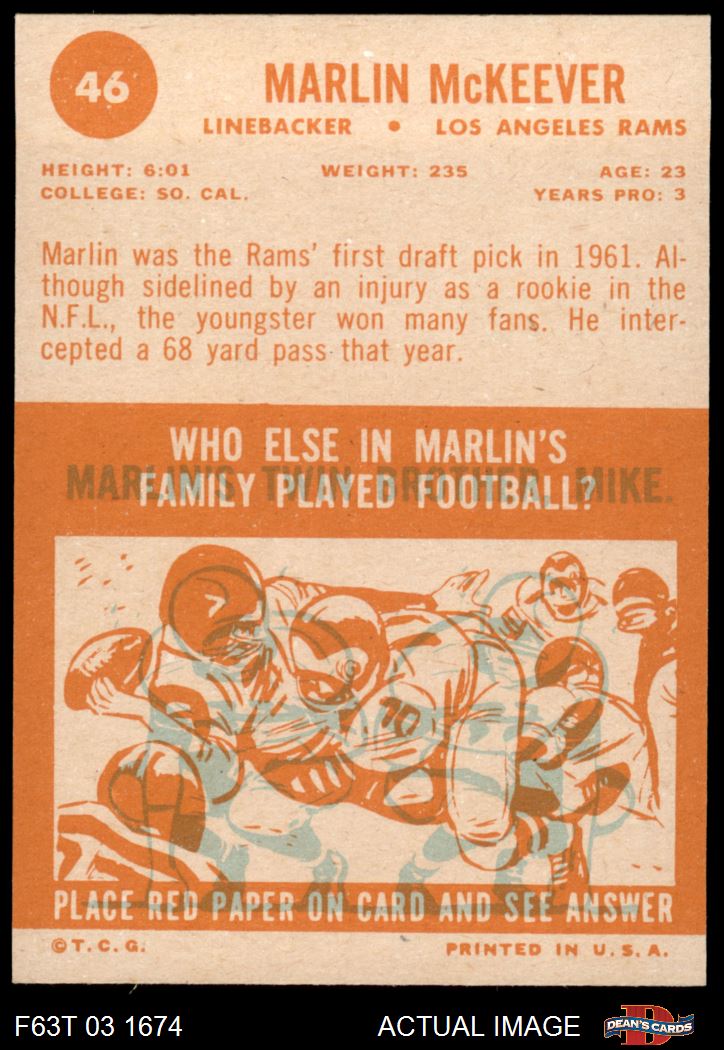 46
MARLIN McKEEVER
LINEBACKER • LOS ANGELES RAMS
HEIGHT: 6:01 WEIGHT: 235 AGE: 23
COLLEGE: SO. CAL. YEARS PRO: 3
Marlin was the Rams' first draft pick in 1961. Al-
though sidelined by an injury as a rookie in the
N.F.L., the youngster won many fans. He inter-
cepted a 68 yard pass that year.
WHO ELSE IN MARLIN'S
MARLIN'S TWIN BROTHER, MIKE.
FAMILY PLAYED FOOTBALL?
70
PLACE RED PAPER ON CARD AND SEE ANSWER
©T.C.G. PRINTED IN U.S.A.
F63T 03 1674 ACTUAL IMAGE D DEAN'S CARDS